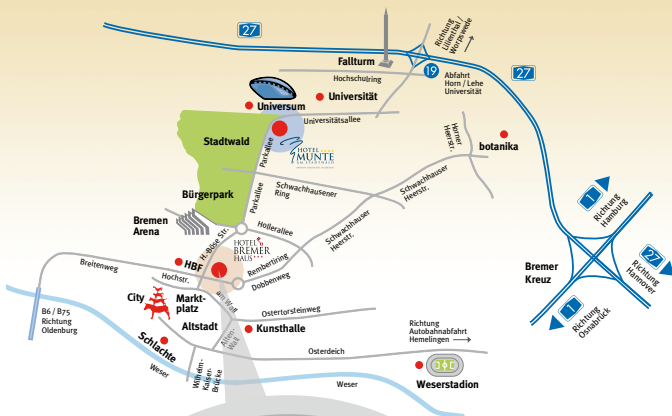 27
Richtung
Lilienthal /
Worpswede
Fallturm
19
27
Hochschulring
Abfahrt
Horn / Lehe
Universität
Universität
Universum
Universitätsallee
Stadtwald
Parkallee
HOTEL
MUNTE
AM STADTWALD
Horner
Heerstr.
botanika
Bürgerpark
Parkallee
Schwachhausener
Ring
Schwachhauser
Heerstr.
1
Richtung
Hamburg
Bremen
Arena
H.-Böse Str.
Hollerallee
Schwachhauser
Heerstr.
HOTEL
BREMER
HAUS
Breitenweg
HBF
Rembertiring
27
Richtung
Hannover
Bremer
Kreuz
Hochstr.
Dobbenweg
City
Markt-
platz
am Wall
1
Richtung
Osnabrück
B6 / B75
Richtung
Oldenburg
Ostertorsteinweg
Altstadt
Kunsthalle
Richtung
Autobahnabfahrt
Hemelingen
Schlachte
Alten-
Wall
Osterdeich
Weser
Wilhelm-
Kaiser-
Brücke
Weser
Weserstadion